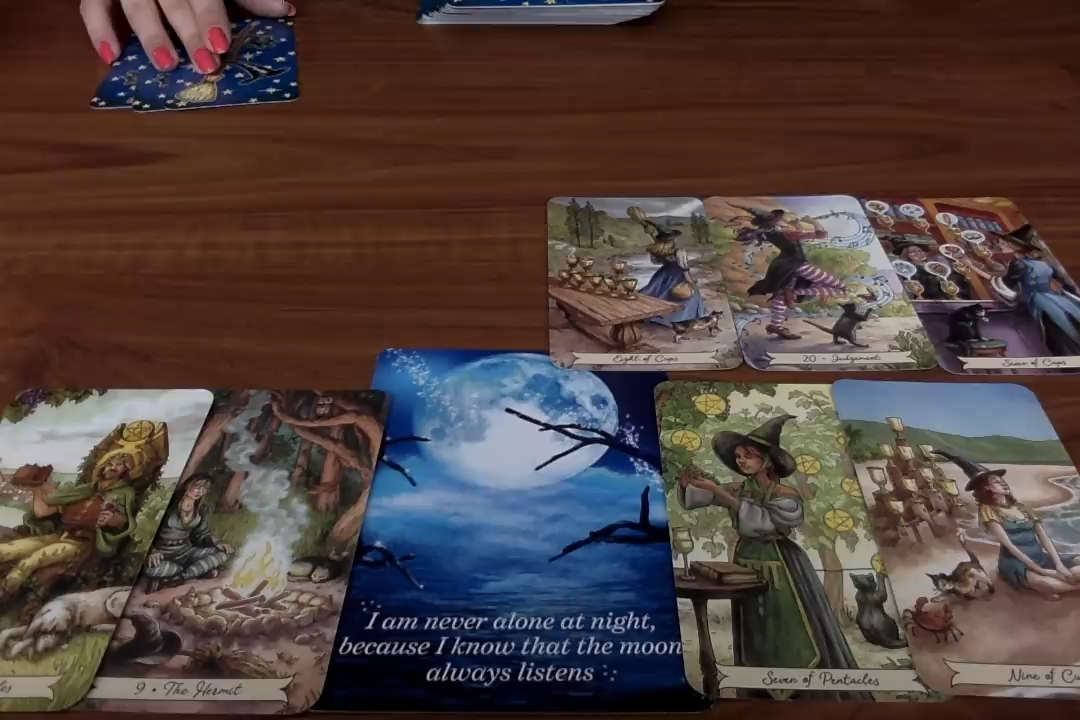 Eight of Cups
20 • Judgement
Seven of Cups
9 • The Hermit
I am never alone at night,
because I know that the moon
always listens
Seven of Pentacles
Nine of